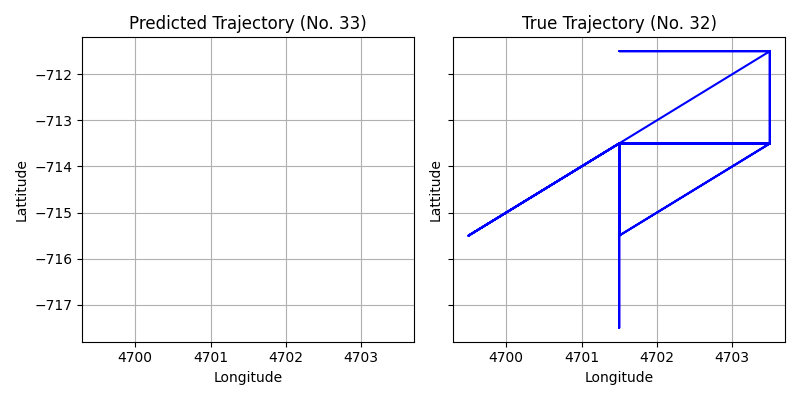 Predicted Trajectory (No. 33)
True Trajectory (No. 32)
−712
−713
−714
−715
−716
−717
Lattitude
Lattitude
4700 4701 4702 4703
4700 4701 4702 4703
Longitude
Longitude